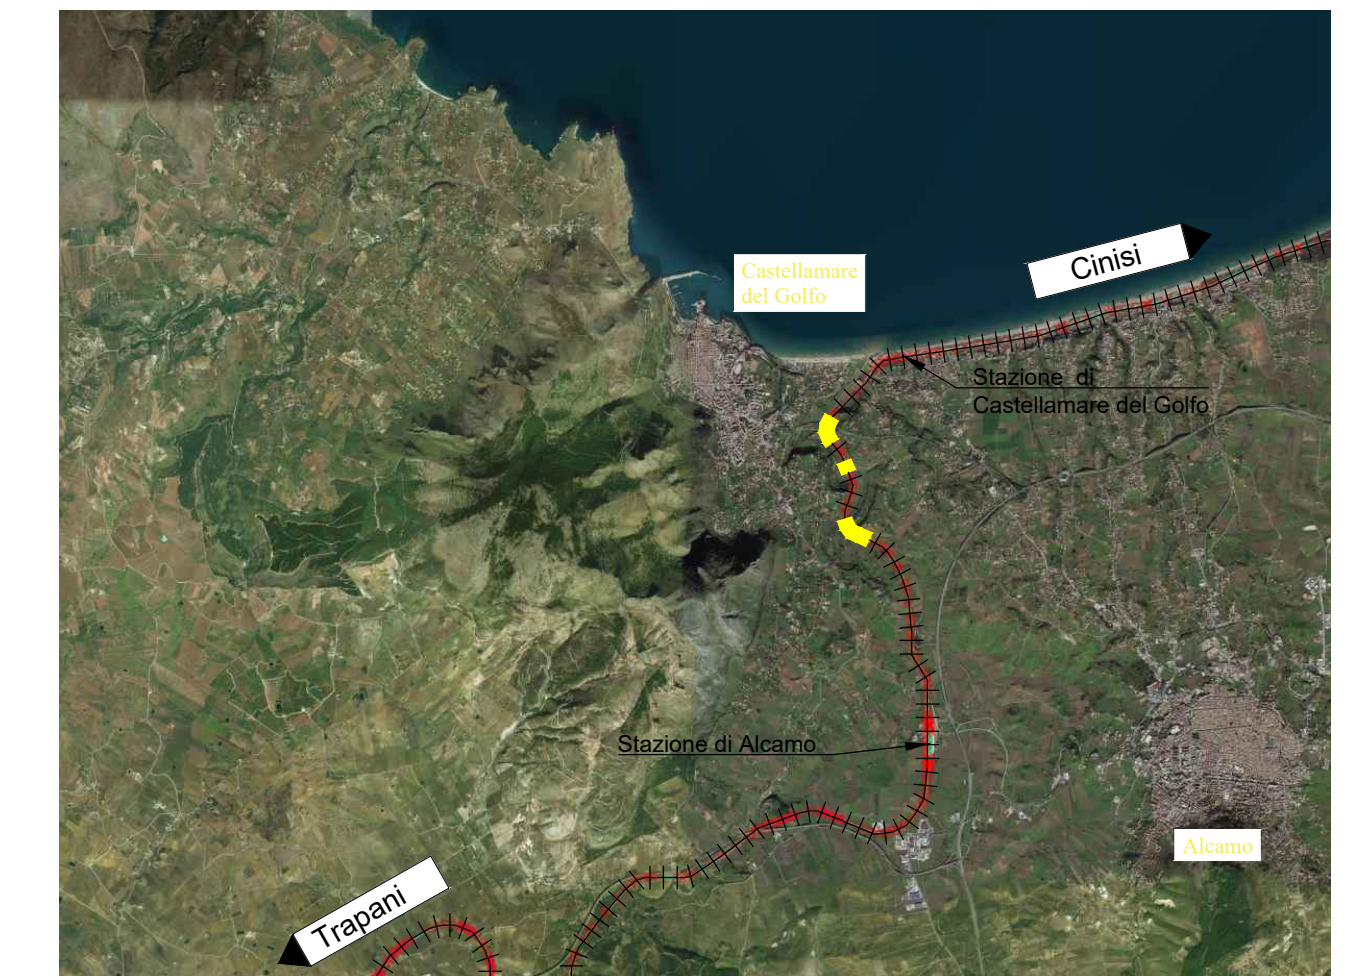 Cinisi
Castellamare
del Golfo
Stazione di
Castellamare del Golfo
Stazione di Alcamo
Alcamo
Trapani